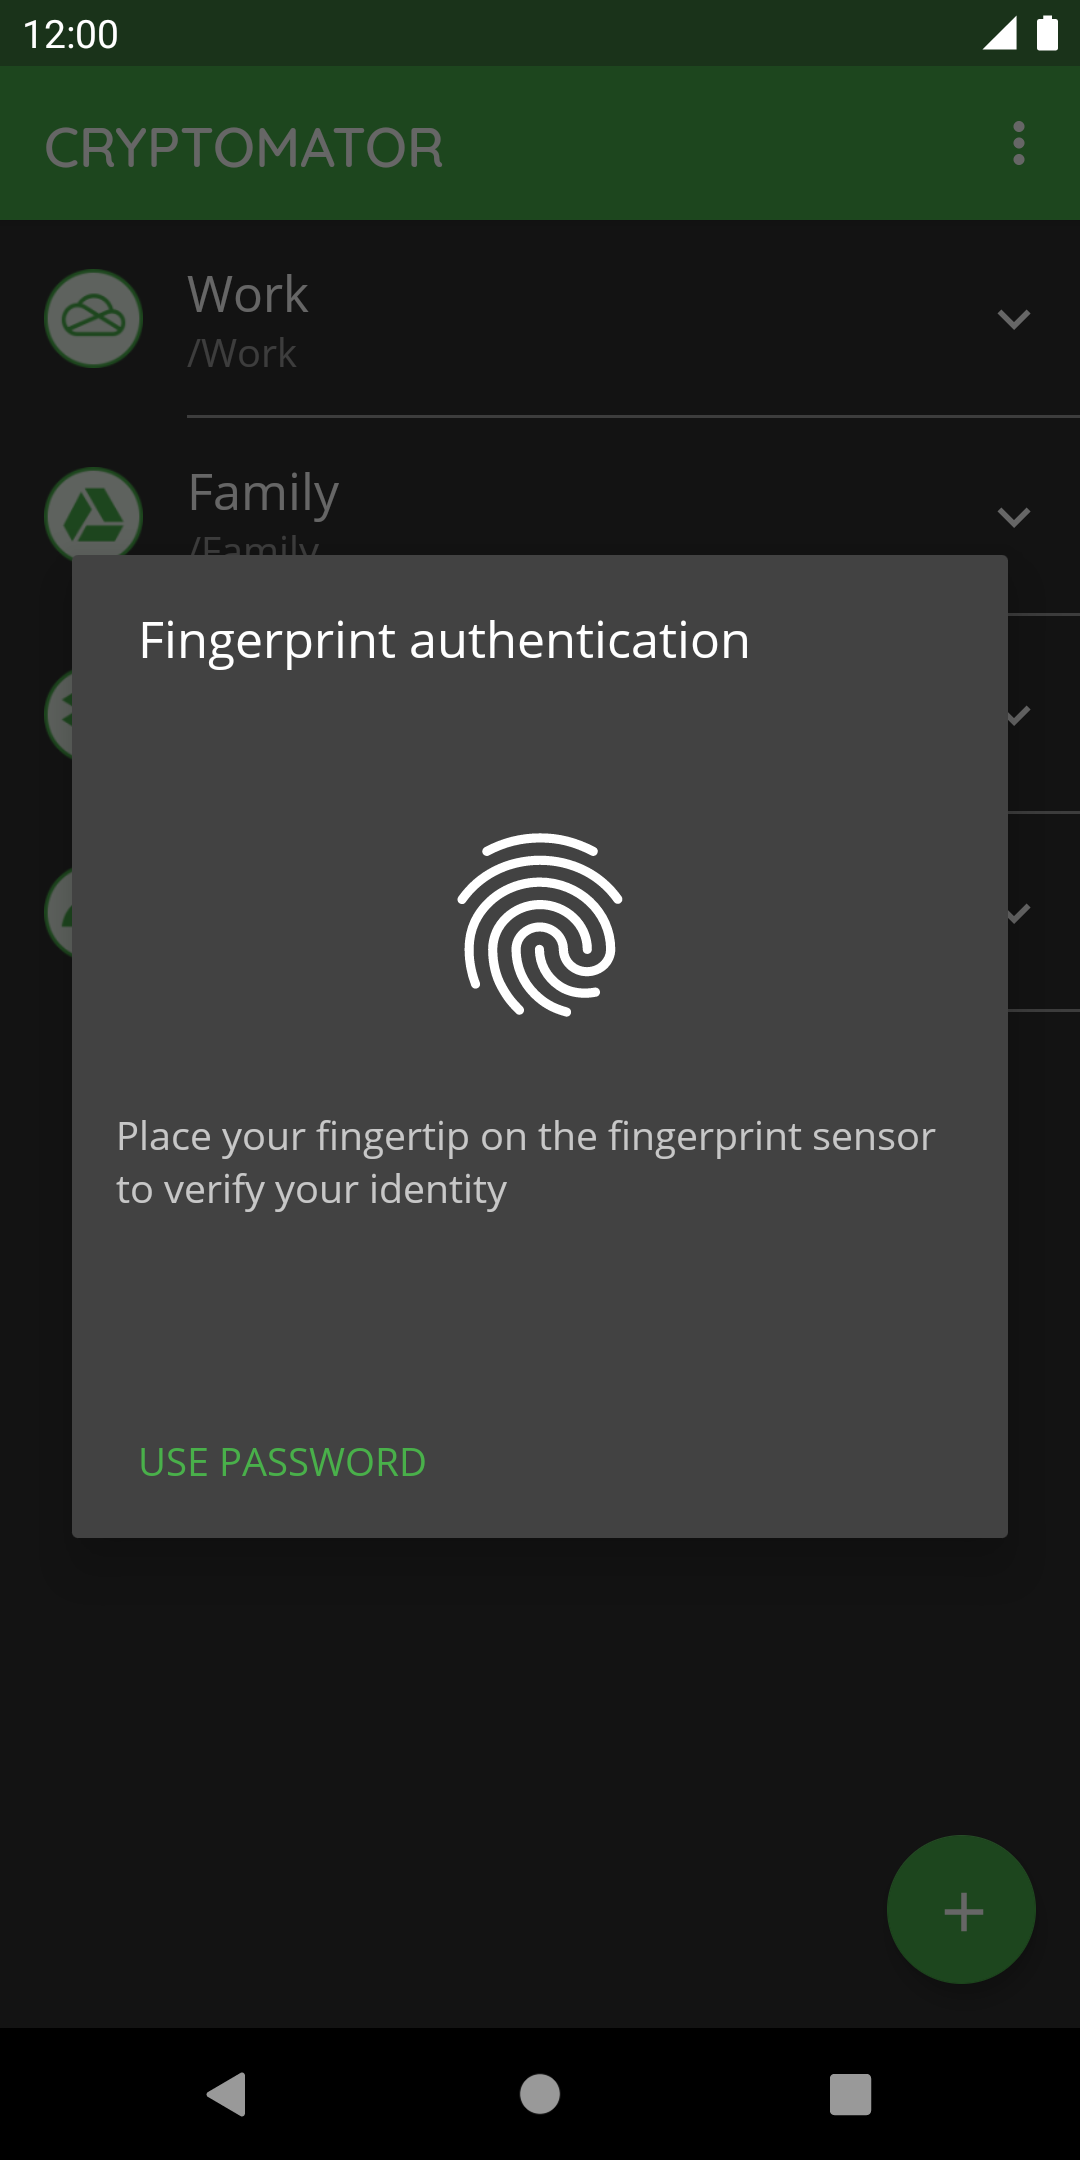 12:00
CRYPTOMATOR
Work
/Work
Family
/Family
Fingerprint authentication
Place your fingertip on the fingerprint sensor
to verify your identity
USE PASSWORD